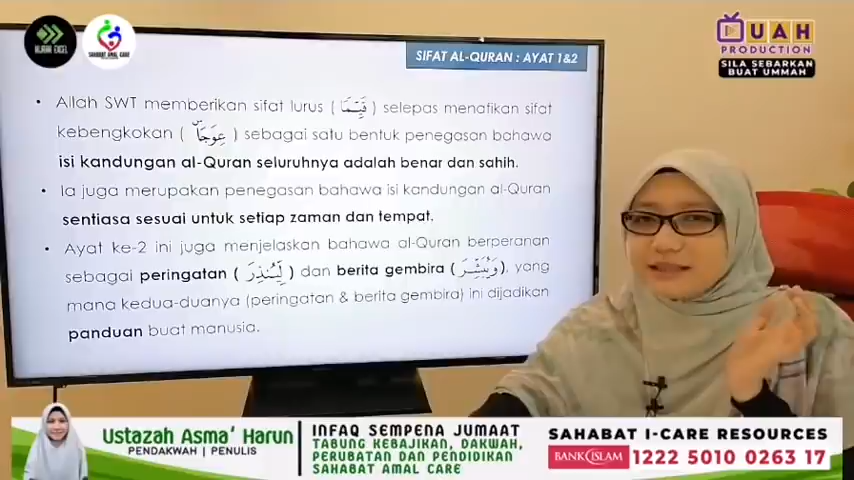 HIJRAH EXCEL
SAHABAT AMAL CARE
SIFAT AL-QURAN : AYAT 1&2
UAH
PRODUCTION
SILA SEBARKAN
BUAT UMMAH
• Allah SWT memberikan sifat lurus ( قَيِّمًا ) selepas menafikan sifat
kebengkokan ( عِوَجَاۜ ) sebagai satu bentuk penegasan bahawa
isi kandungan al-Quran seluruhnya adalah benar dan sahih.
• Ia juga merupakan penegasan bahawa isi kandungan al-Quran
sentiasa sesuai untuk setiap zaman dan tempat.
• Ayat ke-2 ini juga menjelaskan bahawa al-Quran berperanan
sebagai peringatan ( لِّيُنذِرَ ) dan berita gembira ( وَيُبَشِّرَ ), yang
mana kedua-duanya (peringatan & berita gembira) ini dijadikan
panduan buat manusia.
Ustazah Asma' Harun
PENDAKWAH | PENULIS
INFAQ SEMPENA JUMAAT
TABUNG KEBAJIKAN, DAKWAH,
PERUBATAN DAN PENDIDIKAN
SAHABAT AMAL CARE
SAHABAT I-CARE RESOURCES
BANK ISLAM
1222 5010 0263 17